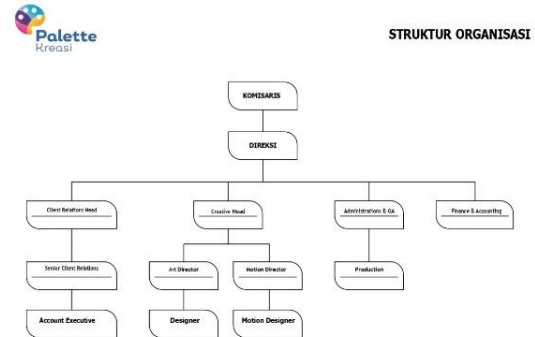 Palette
Kreasi
STRUKTUR ORGANISASI
KOMISARIS
DIREKSI
Client Relations Head
Creative Head
Administrations & GA
Finance & Accounting
Senior Client Relations
Art Director
Motion Director
Production
Account Executive
Designer
Motion Designer